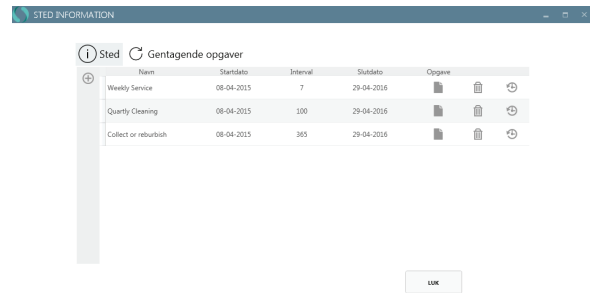 STED INFORMATION
i Sted Gentagende opgaver
Navn Startdato Interval Slutdato Opgave
Weekly Service 08-04-2015 7 29-04-2016
Quartly Cleaning 08-04-2015 100 29-04-2016
Collect or reburbish 08-04-2015 365 29-04-2016
LUK